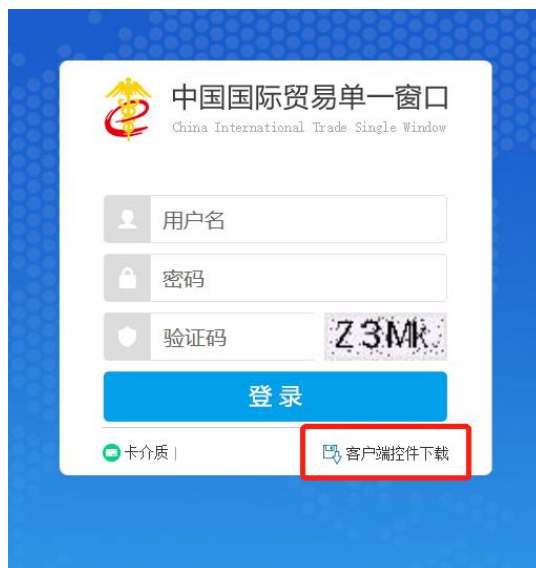 中国国际贸易单一窗口
China International Trade Single Window
用户名
密码
验证码 Z3Mk
登录
卡介质 | 客户端控件下载